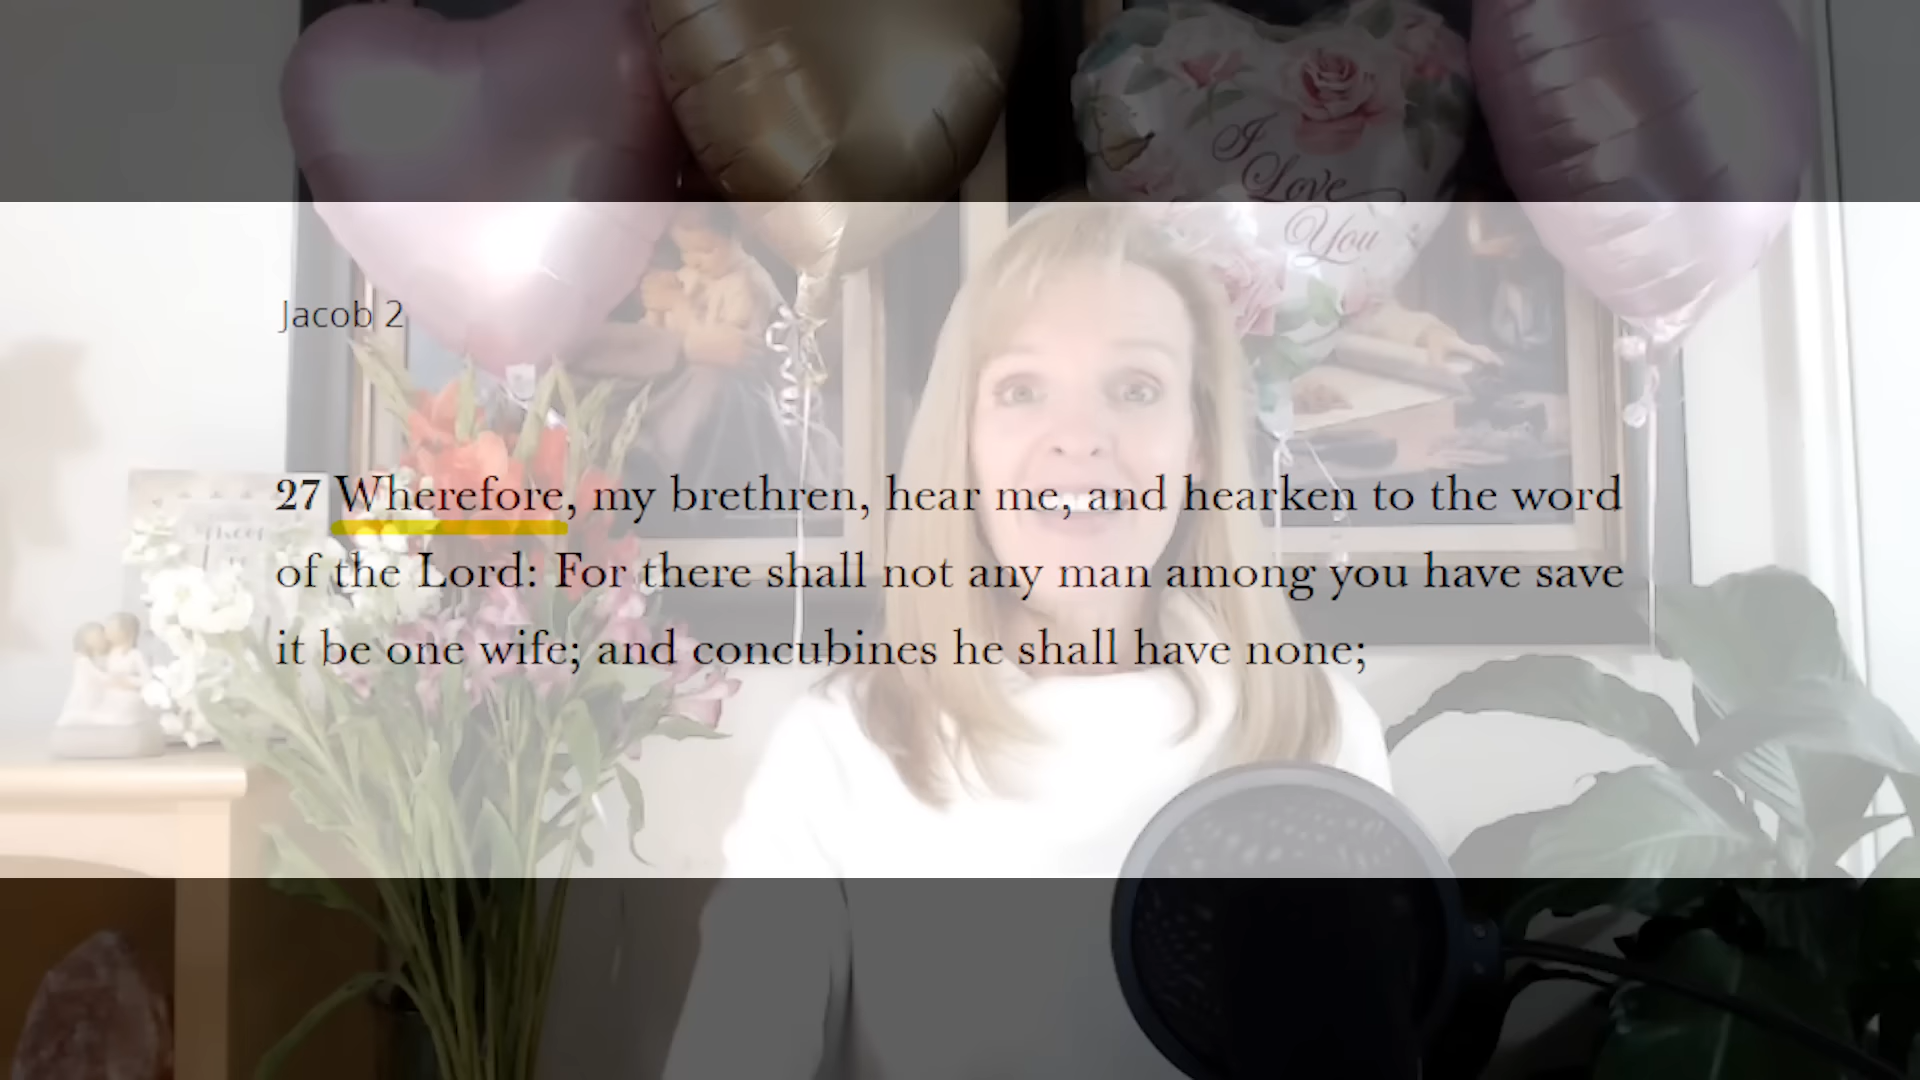 I
Love
You
Jacob 2
27 Wherefore, my brethren, hear me, and hearken to the word
of the Lord: For there shall not any man among you have save
it be one wife; and concubines he shall have none;